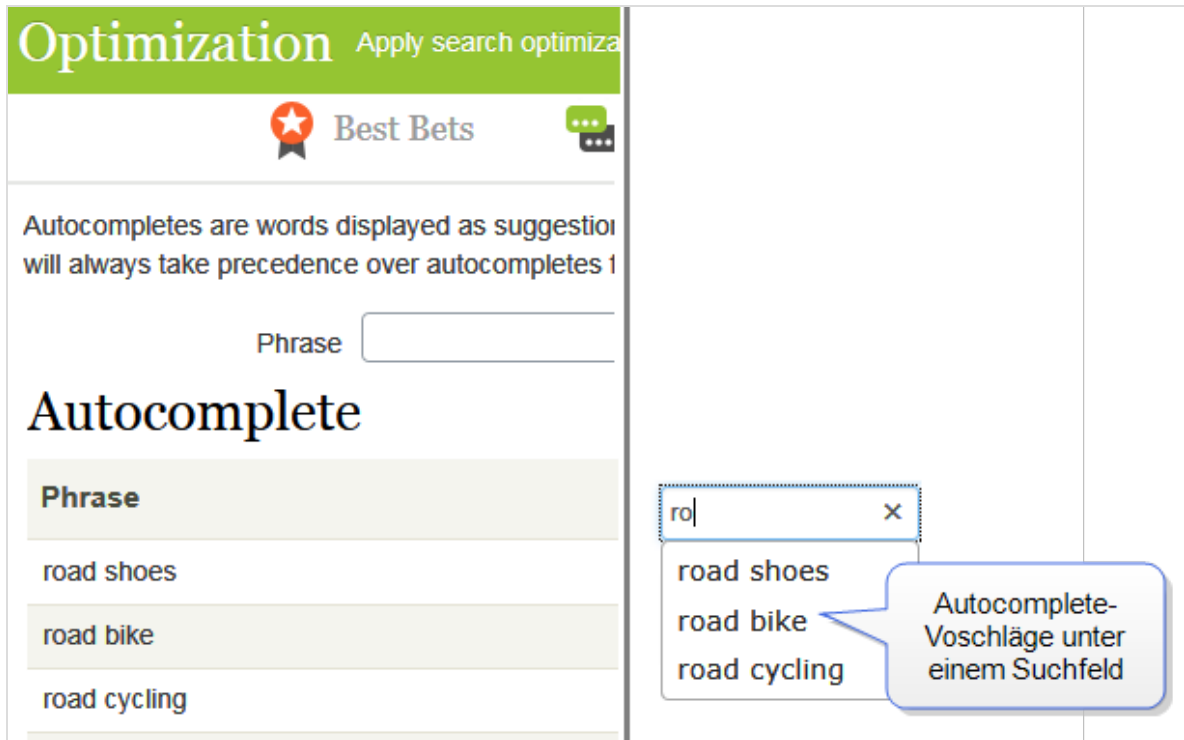 Optimization Apply search optimiza
Best Bets
Autocompletes are words displayed as suggestion
will always take precedence over autocompletes f
Phrase
Autocomplete
Phrase
road shoes
road bike
road cycling
ro
road shoes
road bike
road cycling
Autocomplete-
Voschläge unter
einem Suchfeld